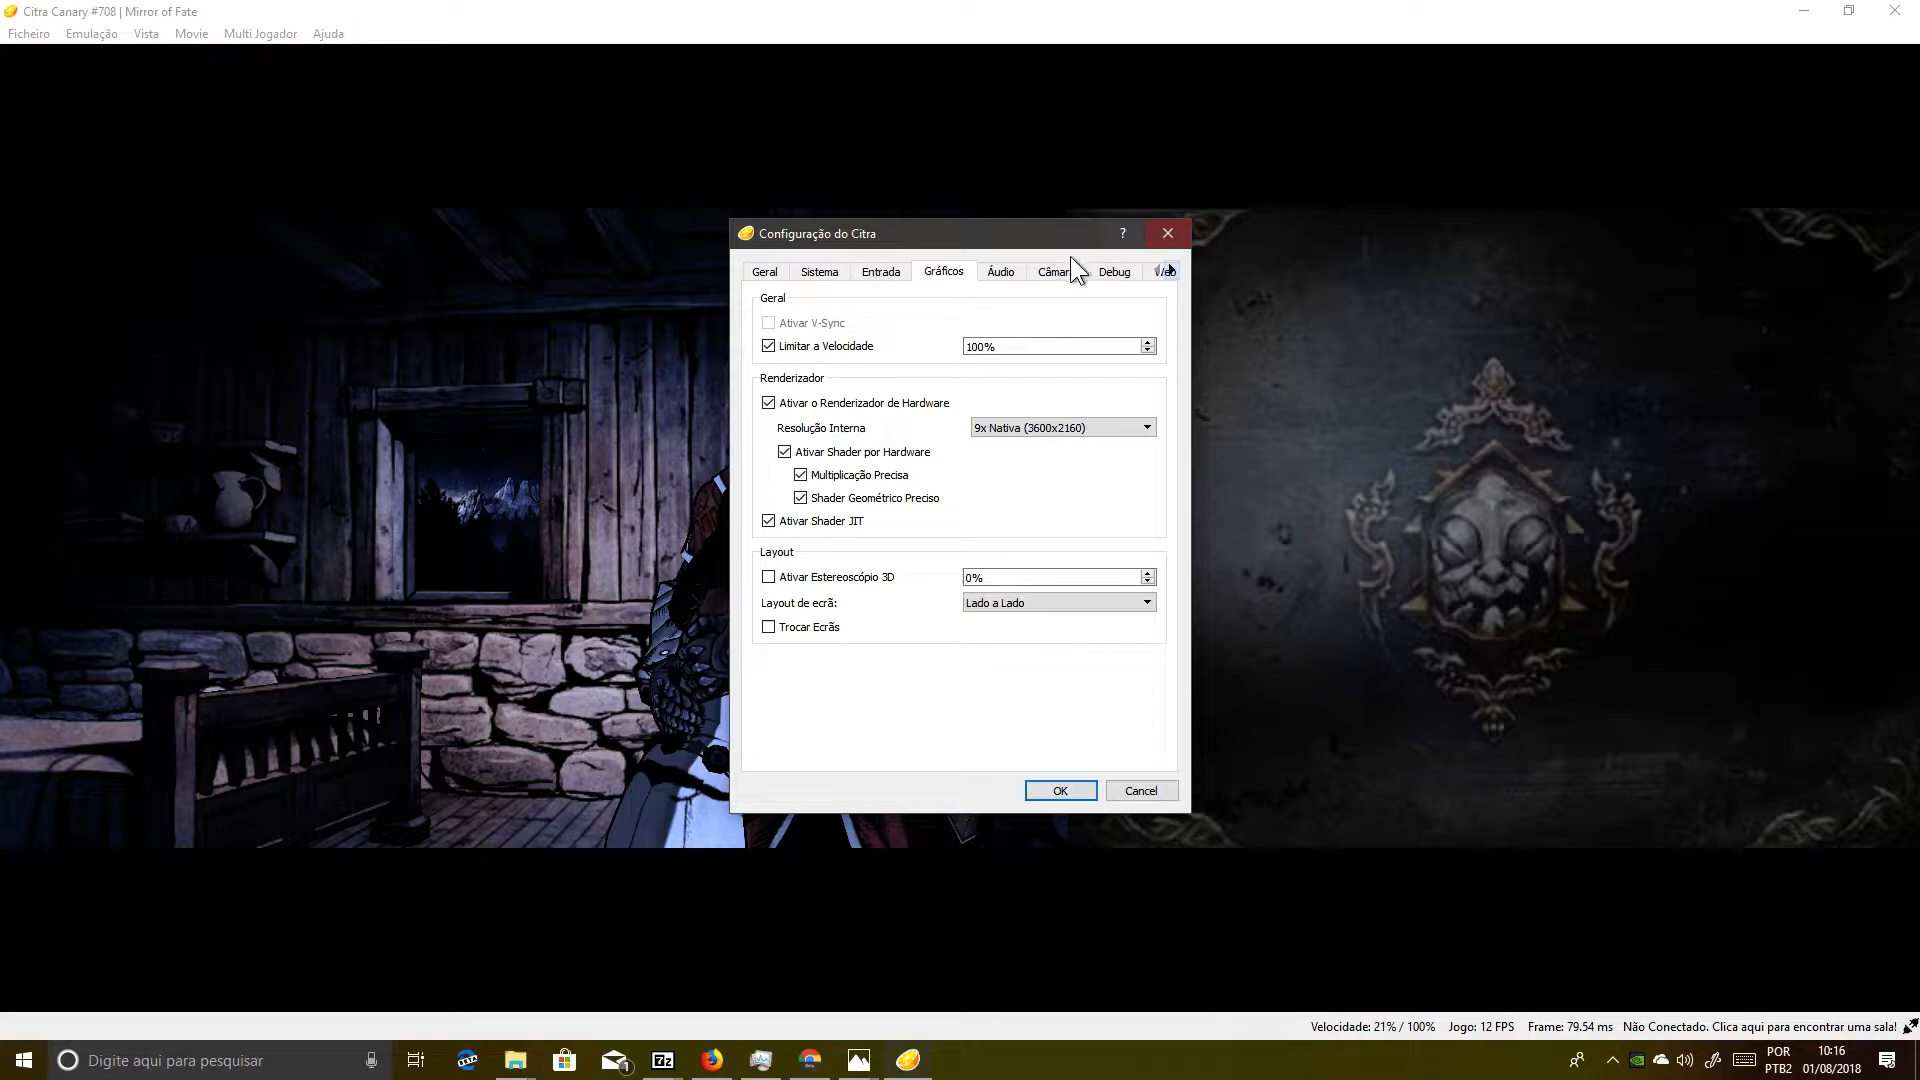 Citra Canary #708 | Mirror of Fate
Ficheiro Emulação Vista Movie Multi Jogador Ajuda
Configuração do Citra ?
Geral Sistema Entrada Gráficos Áudio Câmar Debug
Geral
Ativar V-Sync
Limitar a Velocidade 100%
Renderizador
Ativar o Renderizador de Hardware
Resolução Interna 9x Nativa (3600x2160)
Ativar Shader por Hardware
Multiplicação Precisa
Shader Geométrico Preciso
Ativar Shader JIT
Layout
Ativar Estereoscópio 3D 0%
Layout de ecrã: Lado a Lado
Trocar Ecrãs
OK Cancel
Velocidade: 21% / 100% Jogo: 12 FPS Frame: 79.54 ms Não Conectado. Clica aqui para encontrar uma sala!
Digite aqui para pesquisar 7z POR 10:16
PTB2 01/08/2018